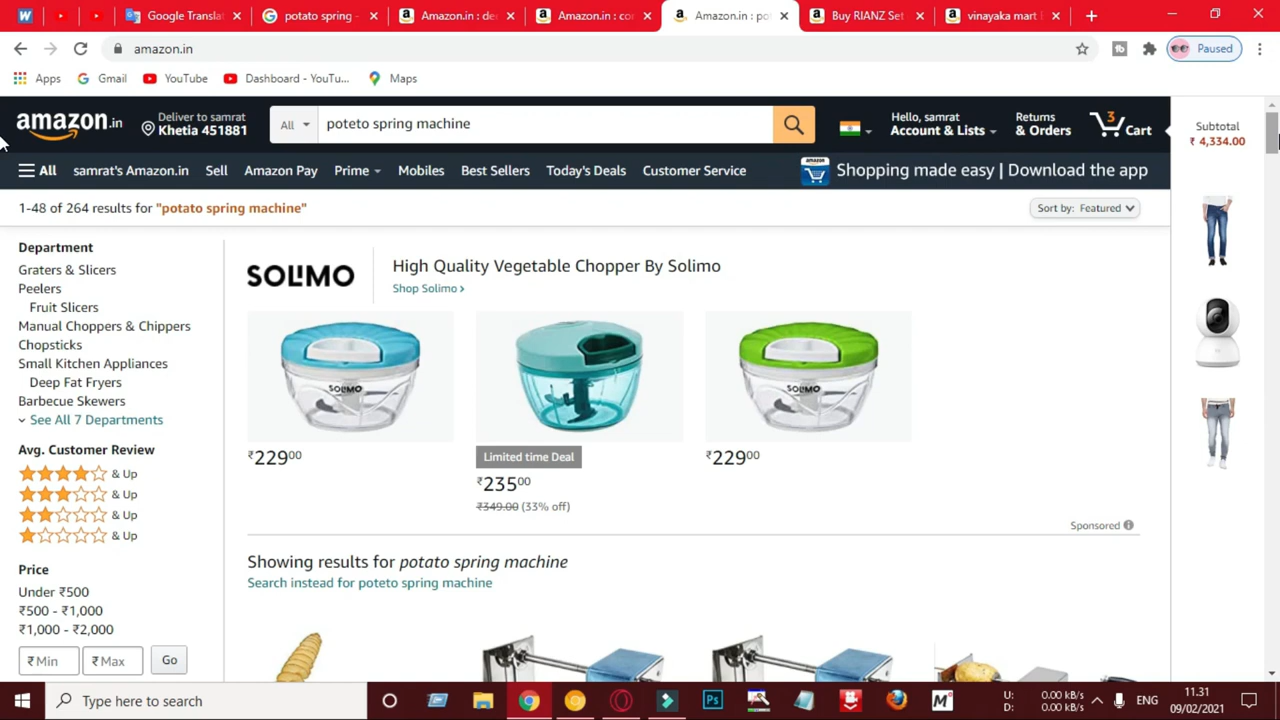 Google Transla
potato spring -
Amazon.in : de
Amazon.in : co
Amazon.in : po
Buy RIANZ Set
vinayaka mart
amazon.in
Paused
Apps Gmail YouTube Dashboard - YouTu... Maps
amazon.in
Deliver to samrat
Khetia 451881
All
poteto spring machine
Hello, samrat
Account & Lists
Returns
& Orders
3
Cart
Subtotal
₹ 4,334.00
All samrat's Amazon.in Sell Amazon Pay Prime Mobiles Best Sellers Today's Deals Customer Service
amazon
Shopping made easy | Download the app
1-48 of 264 results for "potato spring machine"
Sort by: Featured
Department
Graters & Slicers
Peelers
Fruit Slicers
Manual Choppers & Chippers
Chopsticks
Small Kitchen Appliances
Deep Fat Fryers
Barbecue Skewers
See All 7 Departments
Avg. Customer Review
& Up
& Up
& Up
& Up
Price
Under ₹500
₹500 - ₹1,000
₹1,000 - ₹2,000
₹ Min ₹ Max Go
SOLIMO
High Quality Vegetable Chopper By Solimo
Shop Solimo
SOLIMO
SOLIMO
₹229⁰⁰
Limited time Deal
₹235⁰⁰
₹349.00 (33% off)
₹229⁰⁰
Sponsored
Showing results for potato spring machine
Search instead for poteto spring machine
Type here to search
Ps
M
U: 0.00 kB/s
D: 0.00 kB/s
ENG
11.31
09/02/2021